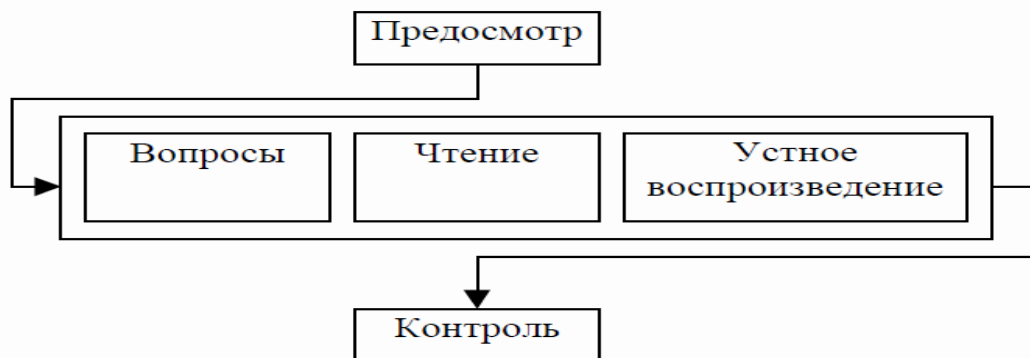 Предосмотр
Вопросы
Чтение
Устное
воспроизведение
Контроль